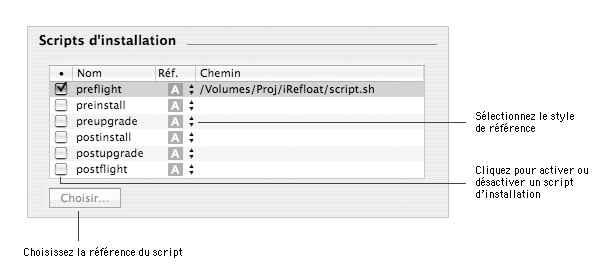 Scripts d'installation
• Nom Réf. Chemin
preflight A /Volumes/Proj/iRefloat/script.sh
preinstall A
preupgrade A
postinstall A
postupgrade A
postflight A
Choisir...
Sélectionnez le style
de référence
Cliquez pour activer ou
désactiver un script
d'installation
Choisissez la référence du script